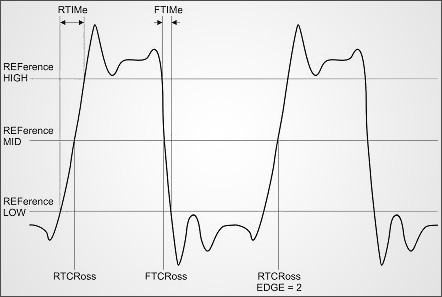 RTIMe
FTIMe
REFerence
HIGH
REFerence
MID
REFerence
LOW
RTCRoss
FTCRoss
RTCRoss
EDGE = 2